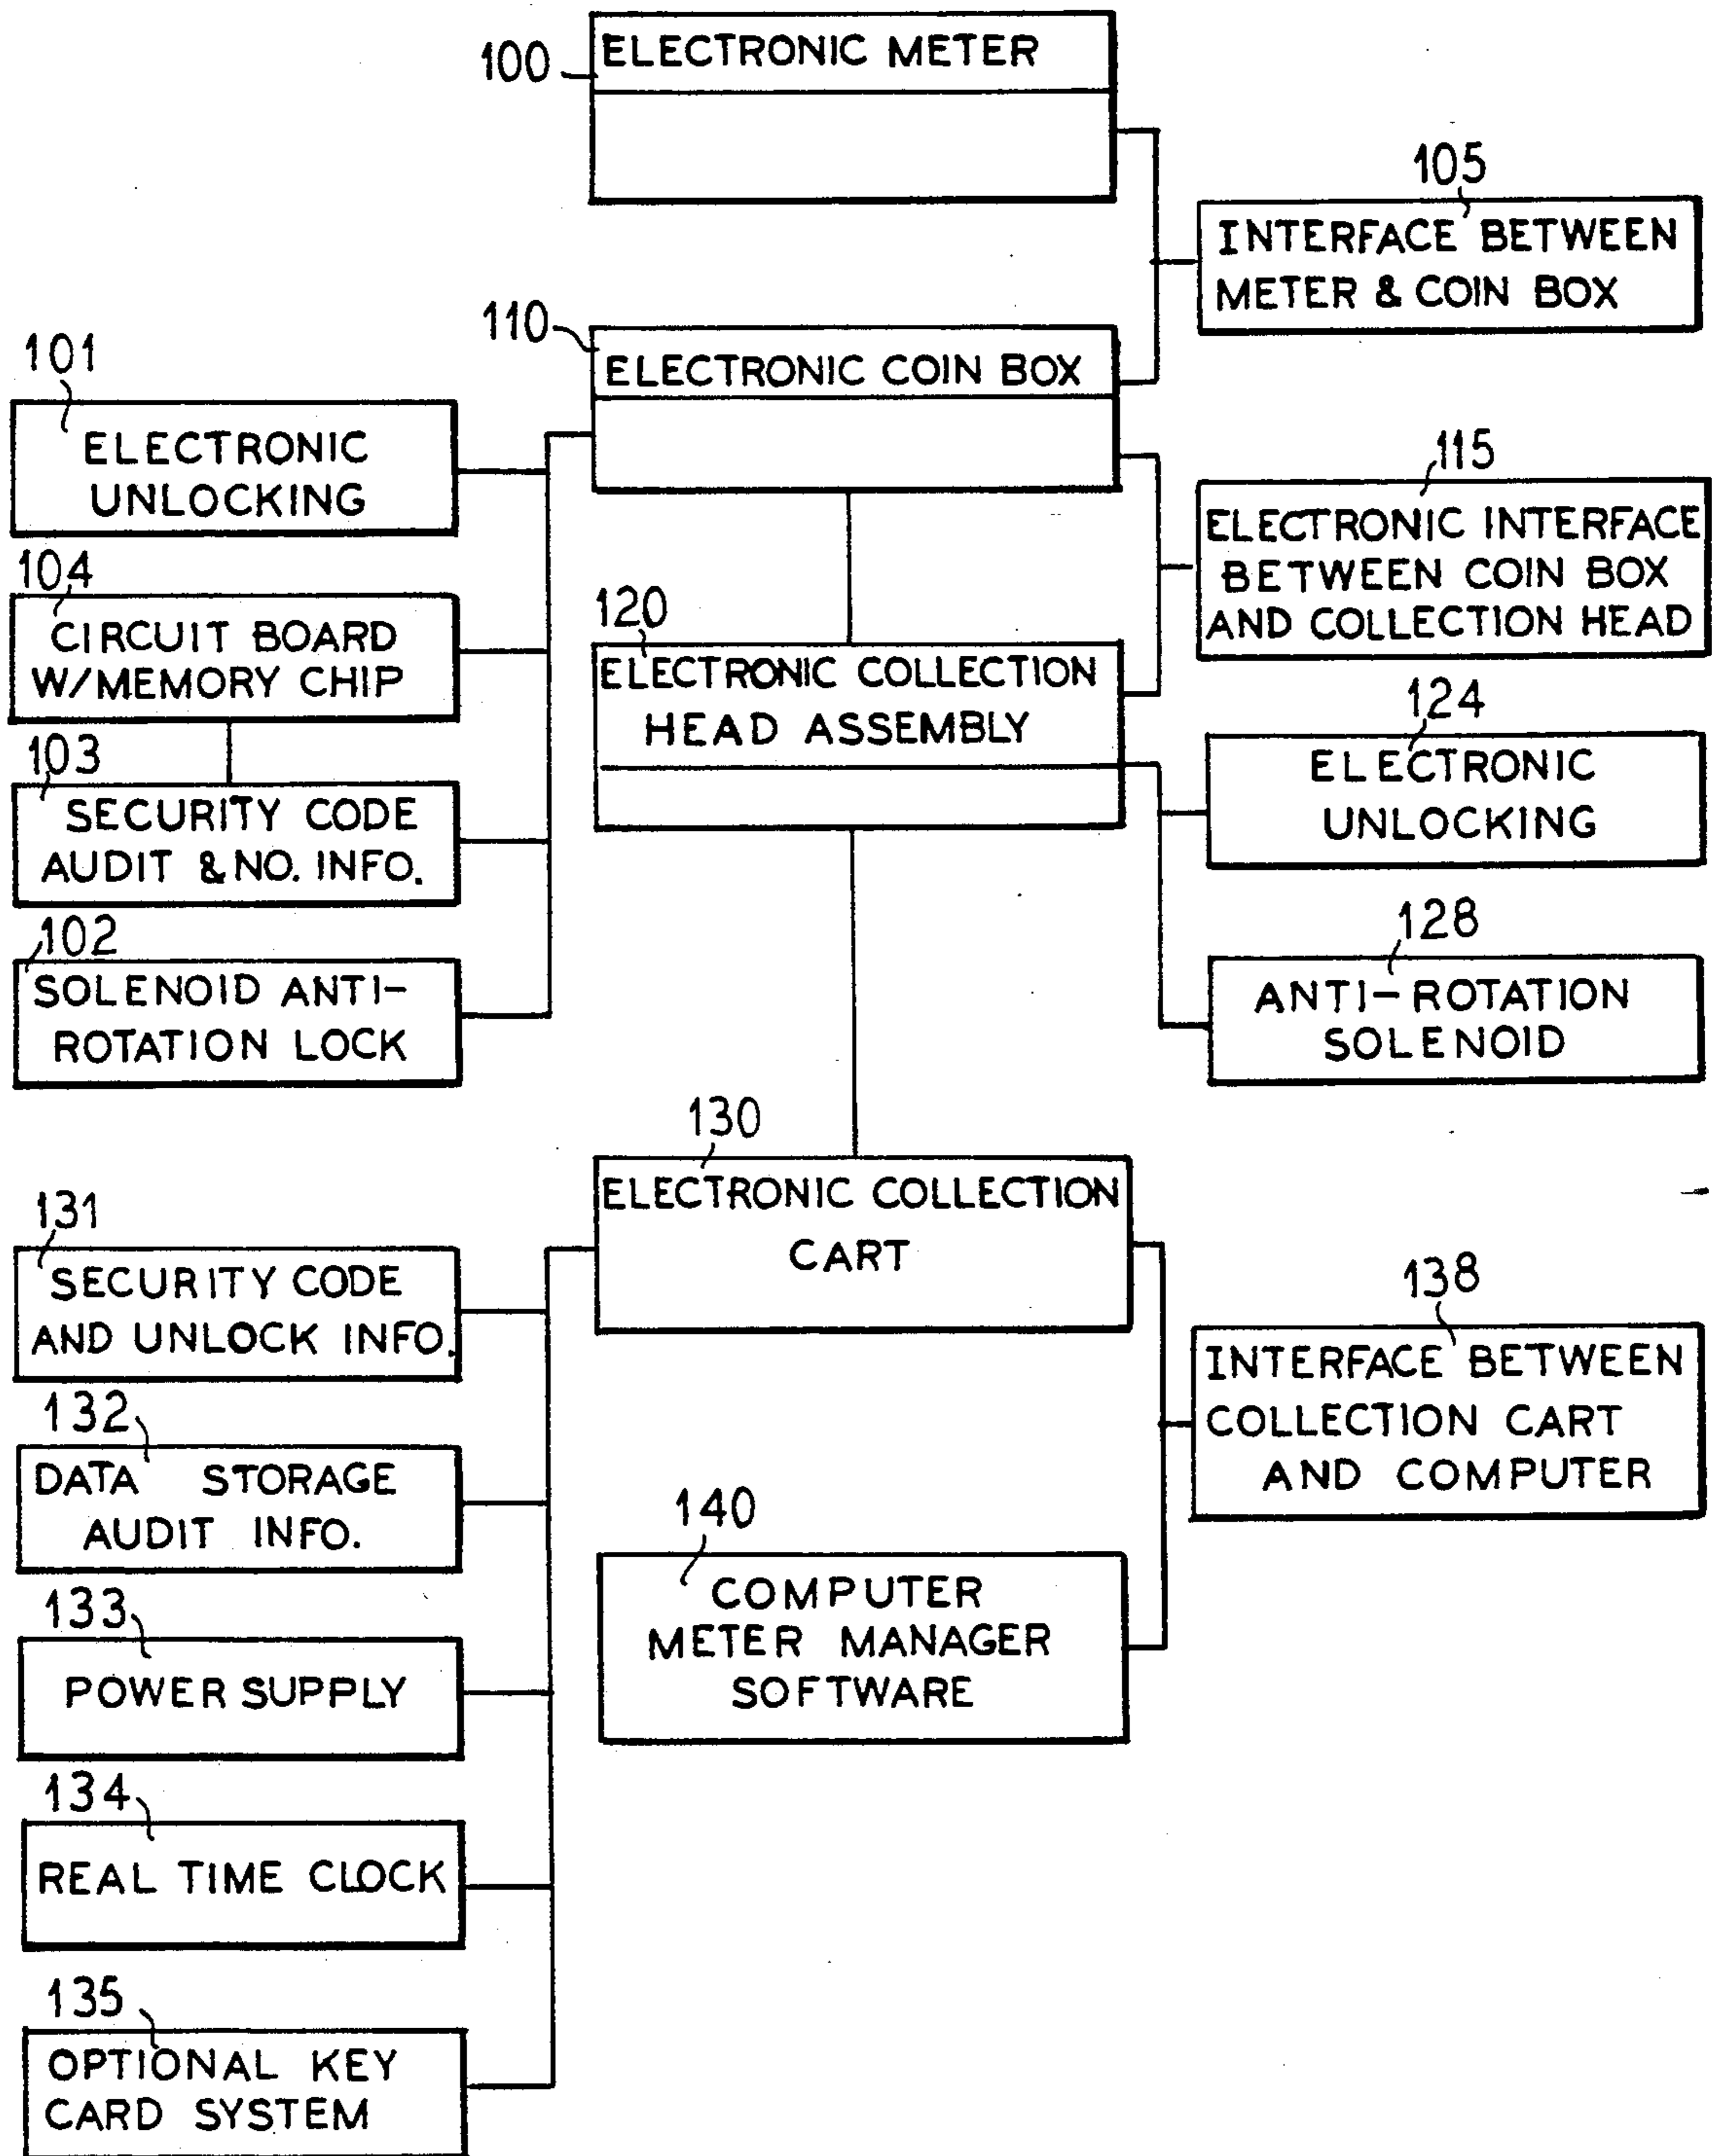 100
ELECTRONIC METER
105
INTERFACE BETWEEN
METER & COIN BOX
110
ELECTRONIC COIN BOX
101
ELECTRONIC
UNLOCKING
115
ELECTRONIC INTERFACE
BETWEEN COIN BOX
AND COLLECTION HEAD
104
CIRCUIT BOARD
W/MEMORY CHIP
120
ELECTRONIC COLLECTION
HEAD ASSEMBLY
124
ELECTRONIC
UNLOCKING
103
SECURITY CODE
AUDIT & NO. INFO.
128
ANTI-ROTATION
SOLENOID
102
SOLENOID ANTI-
ROTATION LOCK
130
ELECTRONIC COLLECTION
CART
131
SECURITY CODE
AND UNLOCK INFO.
138
INTERFACE BETWEEN
COLLECTION CART
AND COMPUTER
132
DATA STORAGE
AUDIT INFO.
140
COMPUTER
METER MANAGER
SOFTWARE
133
POWER SUPPLY
134
REAL TIME CLOCK
135
OPTIONAL KEY
CARD SYSTEM